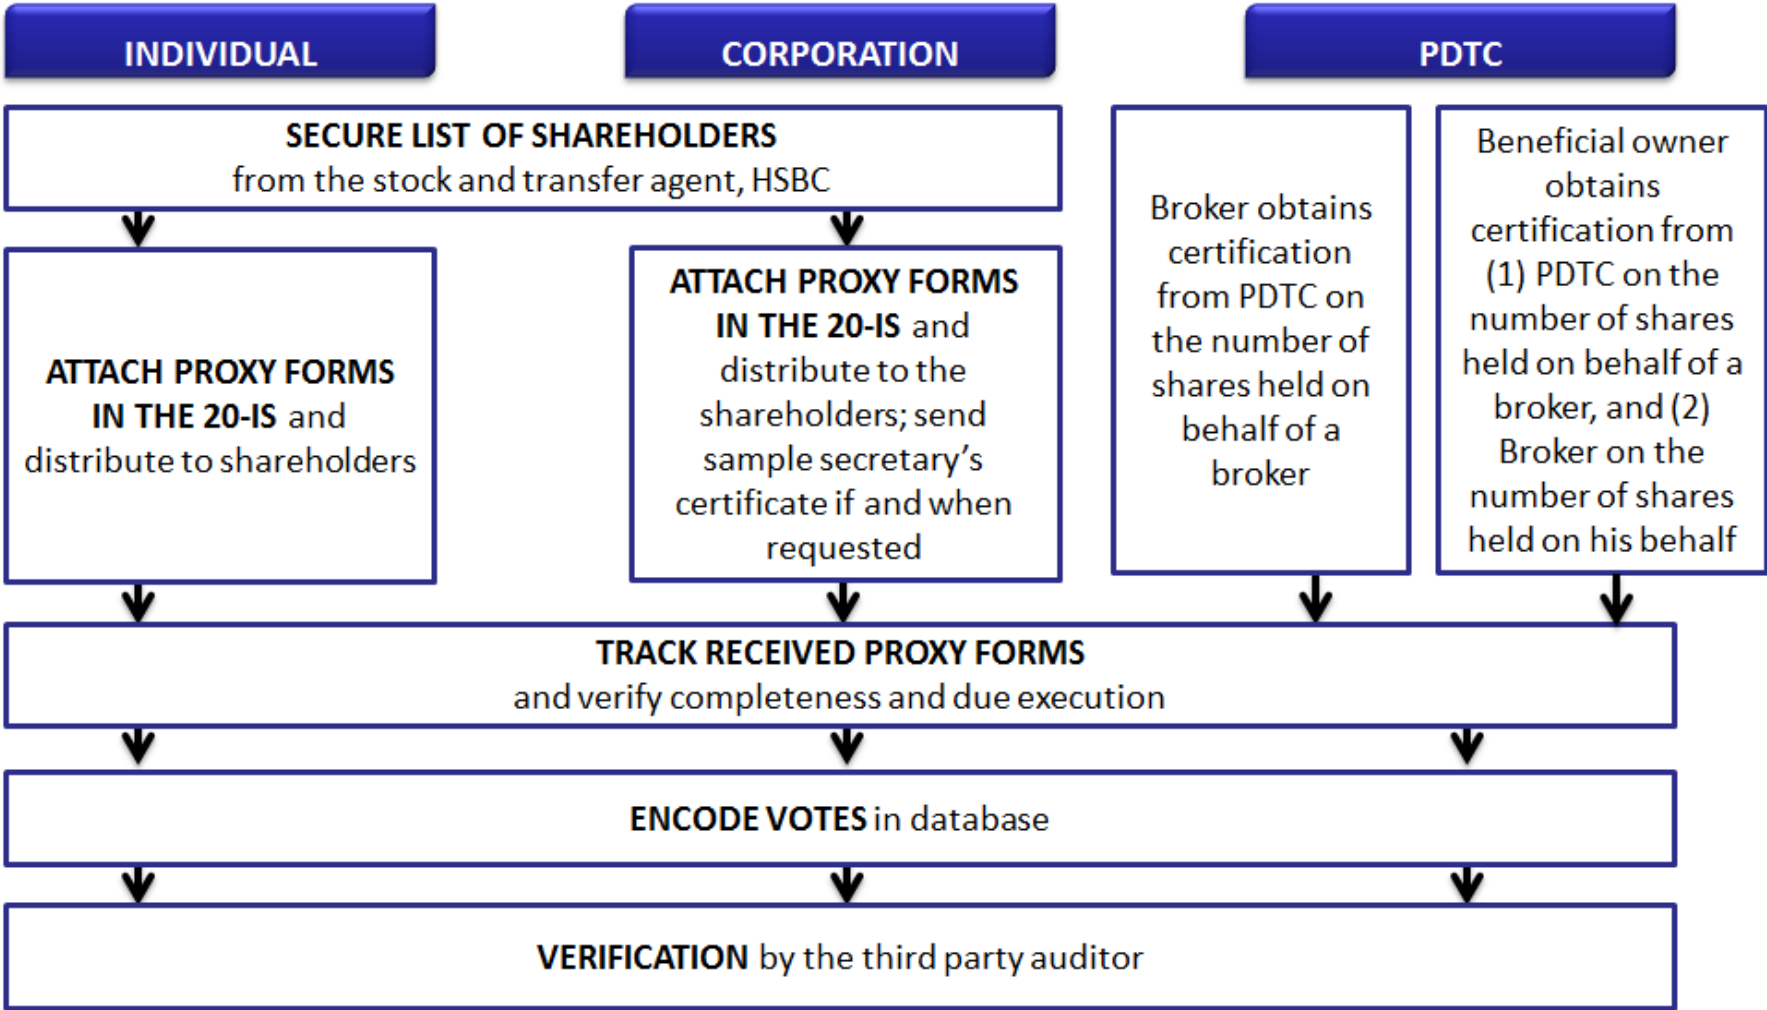 INDIVIDUAL
CORPORATION
PDTC
SECURE LIST OF SHAREHOLDERS
from the stock and transfer agent, HSBC
ATTACH PROXY FORMS
IN THE 20-IS and
distribute to shareholders
ATTACH PROXY FORMS
IN THE 20-IS and
distribute to the
shareholders; send
sample secretary's
certificate if and when
requested
Broker obtains
certification
from PDTC on
the number of
shares held on
behalf of a
broker
Beneficial owner
obtains
certification from
(1) PDTC on the
number of shares
held on behalf of a
broker, and (2)
Broker on the
number of shares
held on his behalf
TRACK RECEIVED PROXY FORMS
and verify completeness and due execution
ENCODE VOTES in database
VERIFICATION by the third party auditor